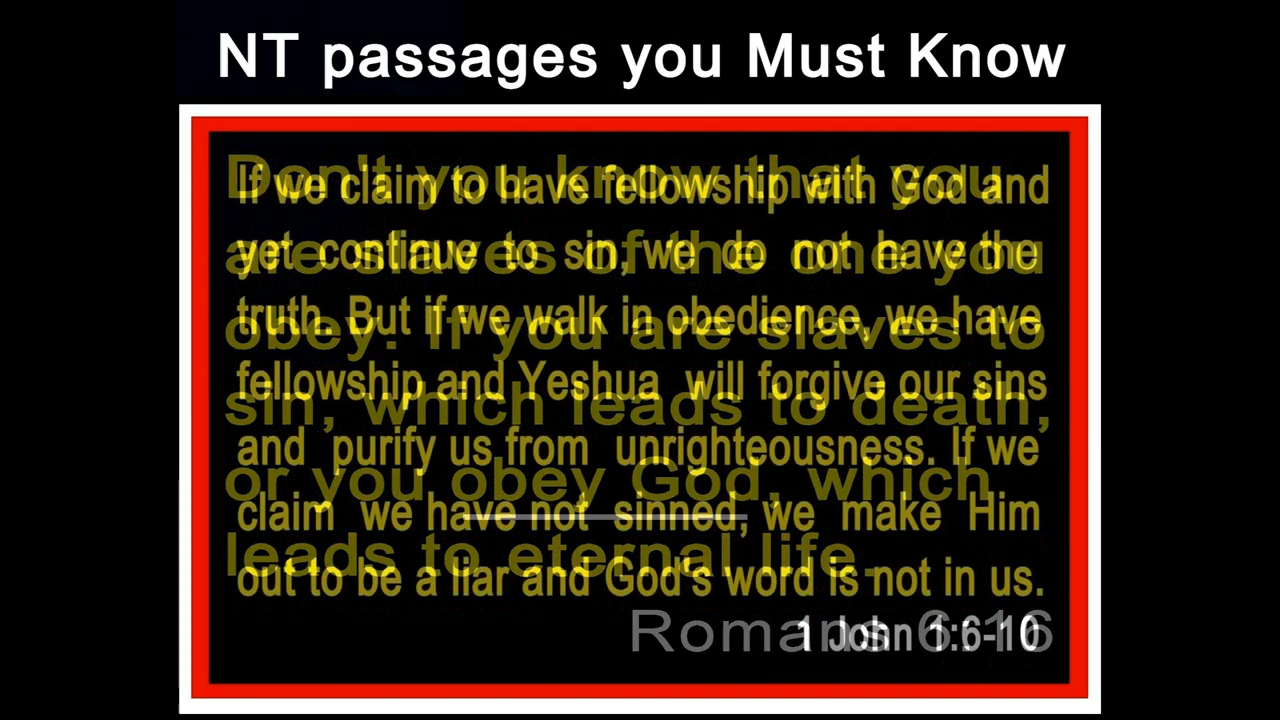 NT passages you Must Know
If we claim to have fellowship with God and
yet continue to sin, we do not have the
truth. But if we walk in obedience, we have
fellowship and Yeshua will forgive our sins
and purify us from unrighteousness. If we
claim we have not sinned, we make Him
out to be a liar and God's word is not in us.
1 John 1:6-10
Don't you know that you
are slaves of the one you
obey. If you are slaves to
sin, which leads to death,
or you obey God, which
leads to eternal life.
Romans 6:16